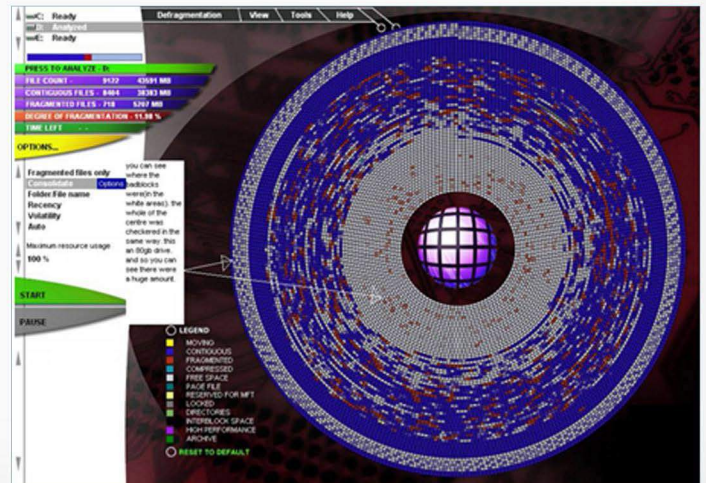 C: Ready
D: Analyzed
E: Ready
Defragmentation View Tools Help
PRESS TO ANALYZE - D:
FILE COUNT - 9122 43591 MB
CONTIGUOUS FILES - 8404 38383 MB
FRAGMENTED FILES - 718 5207 MB
DEGREE OF FRAGMENTATION - 11.98 %
TIME LEFT - -
OPTIONS...
Fragmented files only
Consolidate Options
Folder/File name
Recency
Volatility
Auto
Maximum resource usage
100 %
START
PAUSE
you can see
where the
badblocks
were(in the
white areas). the
whole of the
centre was
checkered in the
same way. this
an 80gb drive.
and so you can
see there were
a huge amount.
LEGEND
MOVING
CONTIGUOUS
FRAGMENTED
COMPRESSED
FREE SPACE
PAGE FILE
RESERVED FOR MFT
LOCKED
DIRECTORIES
INTERBLOCK SPACE
HIGH PERFORMANCE
ARCHIVE
RESET TO DEFAULT